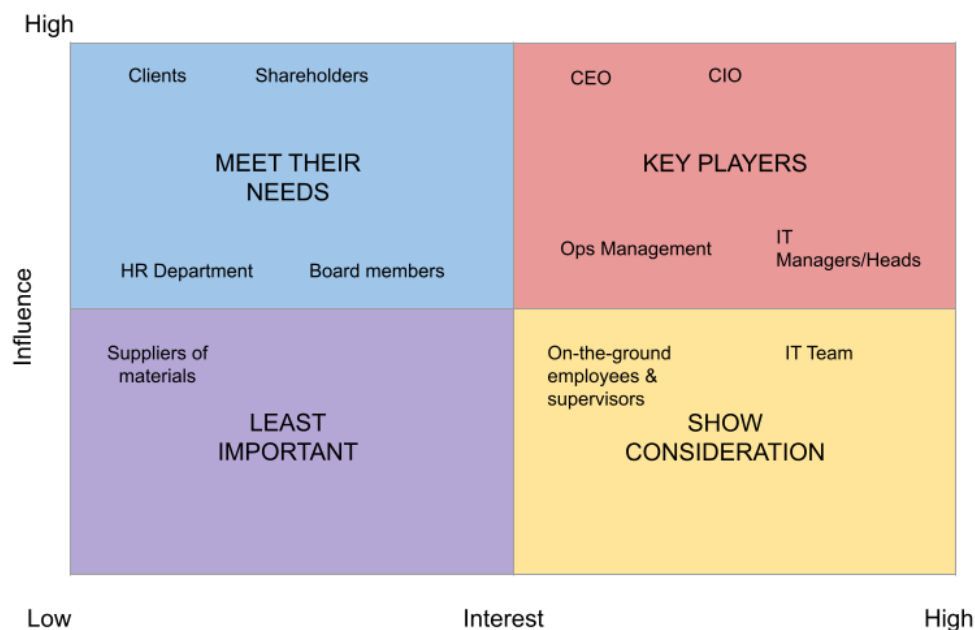 High
Clients
Shareholders
CEO
CIO
MEET THEIR
NEEDS
KEY PLAYERS
HR Department
Board members
Ops Management
IT
Managers/Heads
Influence
Suppliers of
materials
On-the-ground
employees &
supervisors
IT Team
LEAST
IMPORTANT
SHOW
CONSIDERATION
Low
Interest
High